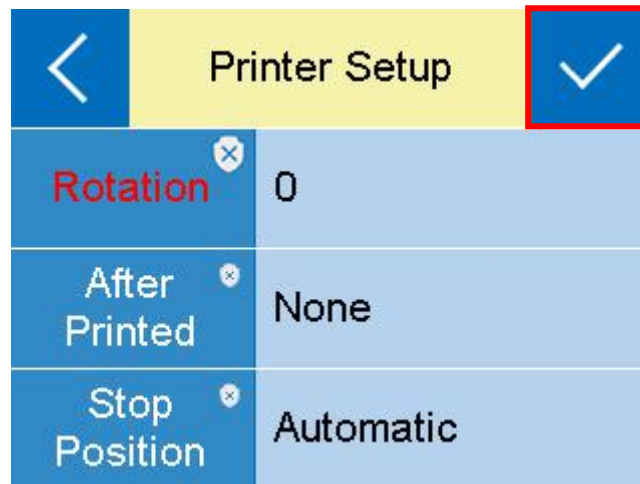 Printer Setup
Rotation 0
After
Printed None
Stop
Position Automatic